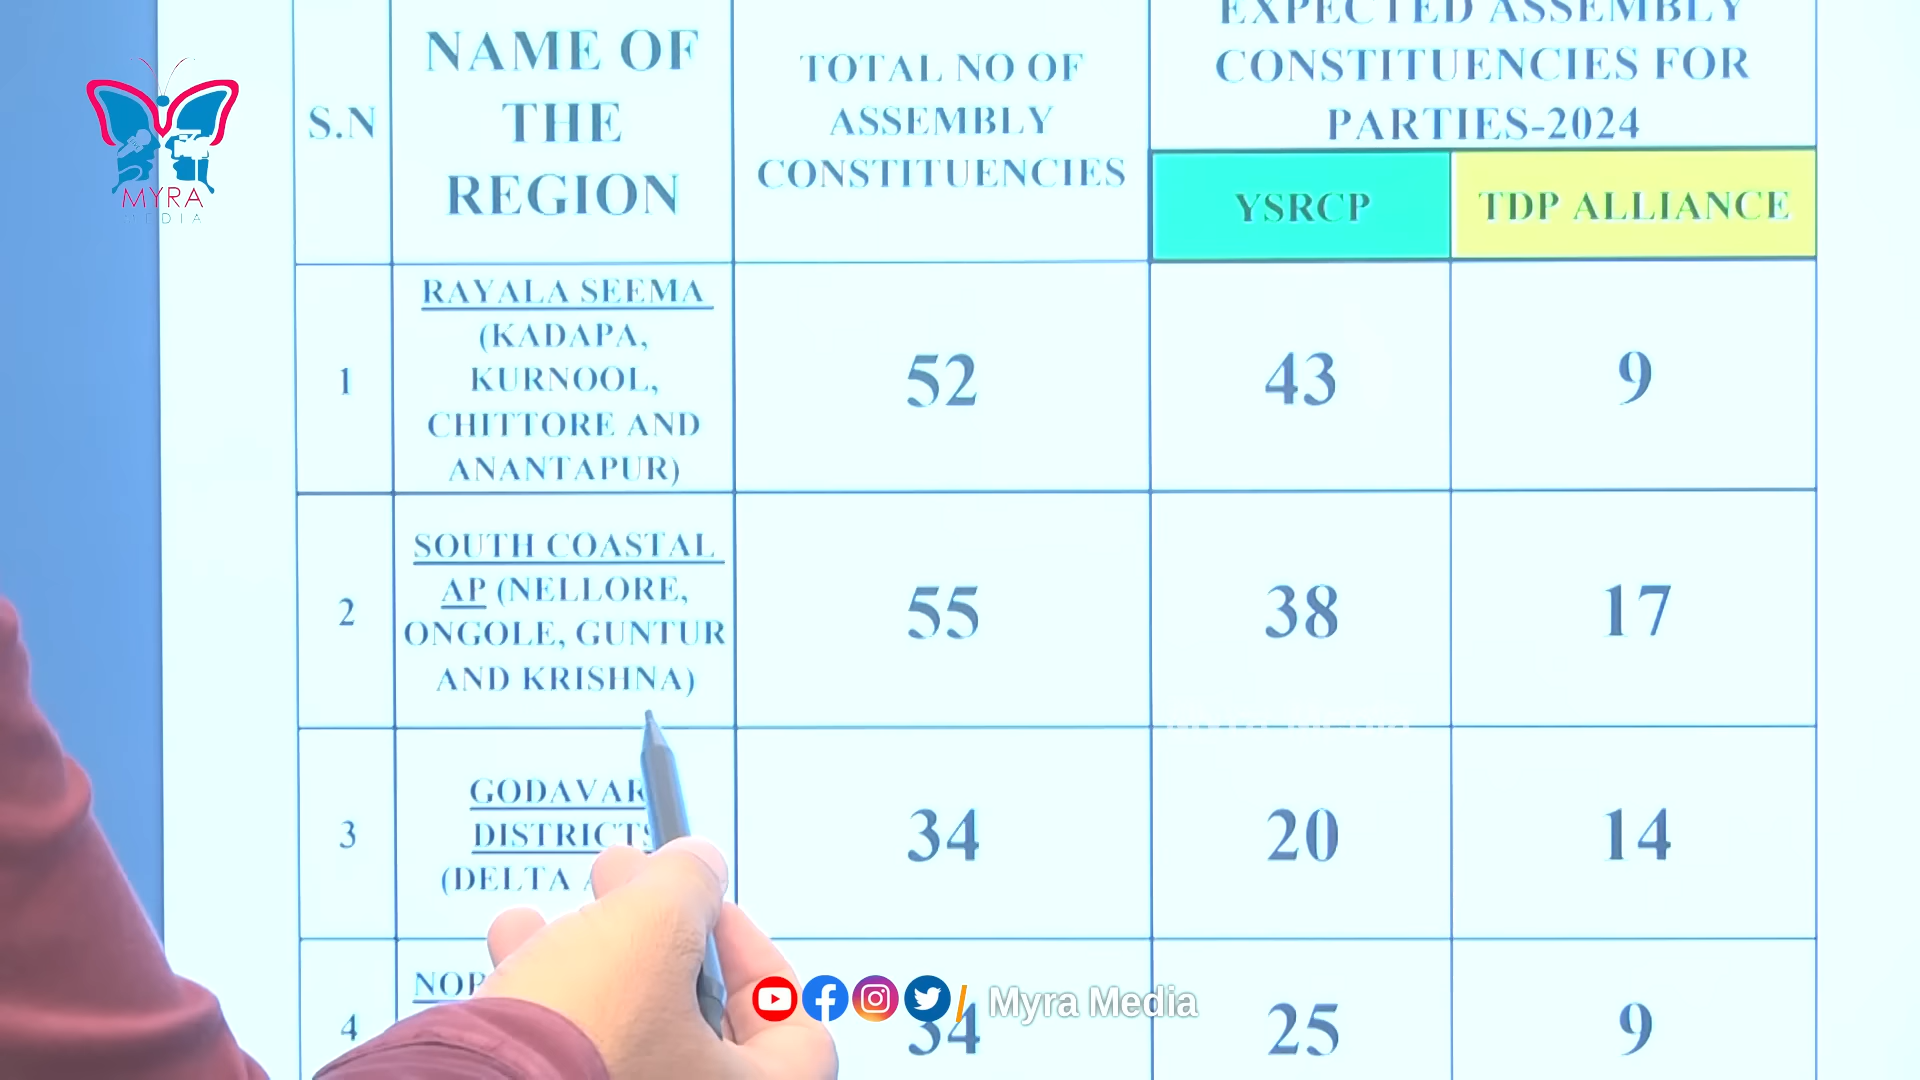 S.N
NAME OF
THE
REGION
TOTAL NO OF
ASSEMBLY
CONSTITUENCIES
EXPECTED ASSEMBLY
CONSTITUENCIES FOR
PARTIES-2024
YSRCP
TDP ALLIANCE
1
RAYALA SEEMA
(KADAPA,
KURNOOL,
CHITTORE AND
ANANTAPUR)
52
43
9
2
SOUTH COASTAL
AP (NELLORE,
ONGOLE, GUNTUR
AND KRISHNA)
55
38
17
3
DISTRICTS
(DELTA
34
20
14
4
34
25
9
MYRA
MEDIA
Myra Media